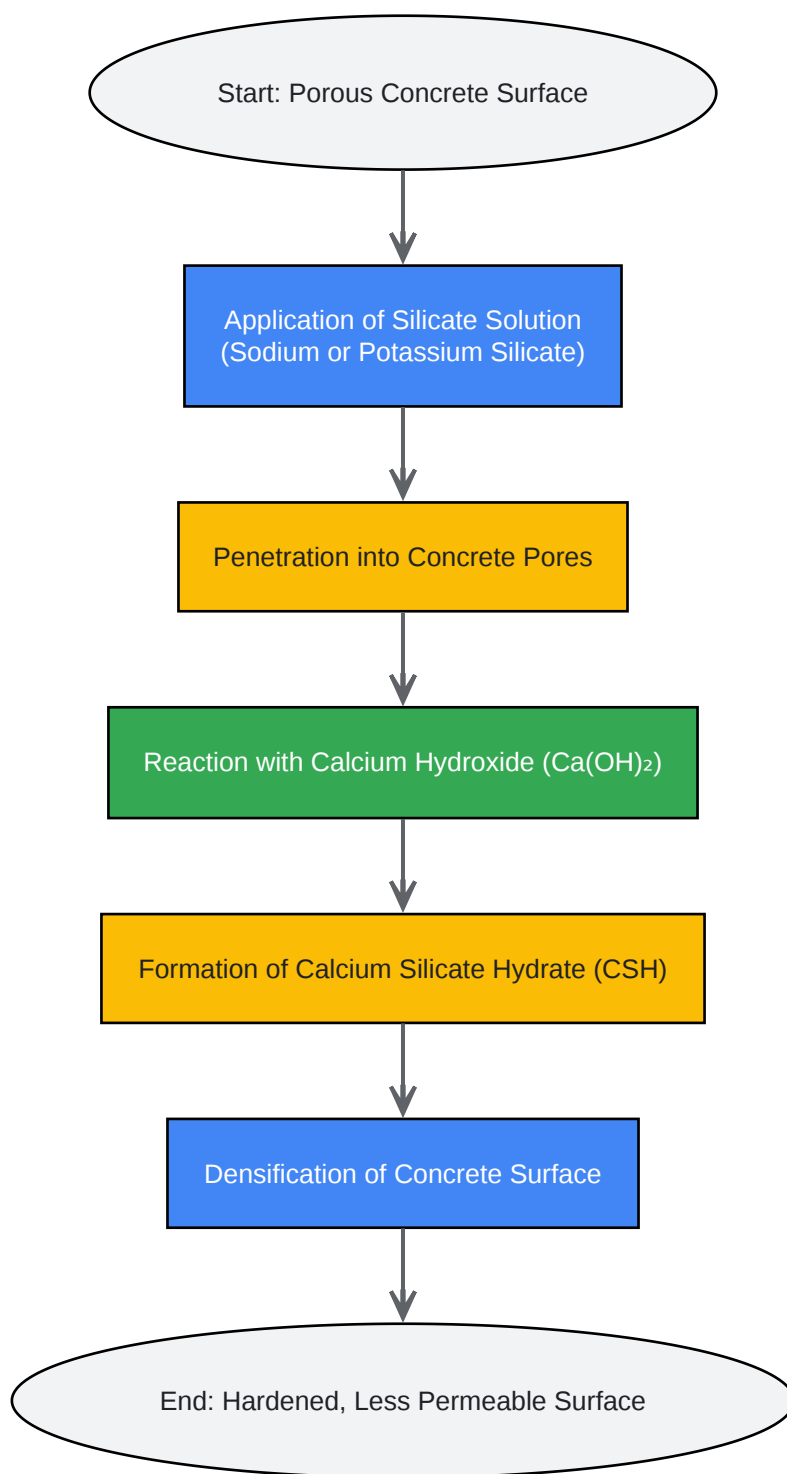 Start: Porous Concrete Surface
Application of Silicate Solution
(Sodium or Potassium Silicate)
Penetration into Concrete Pores
Reaction with Calcium Hydroxide (Ca(OH)₂)
Formation of Calcium Silicate Hydrate (CSH)
Densification of Concrete Surface
End: Hardened, Less Permeable Surface